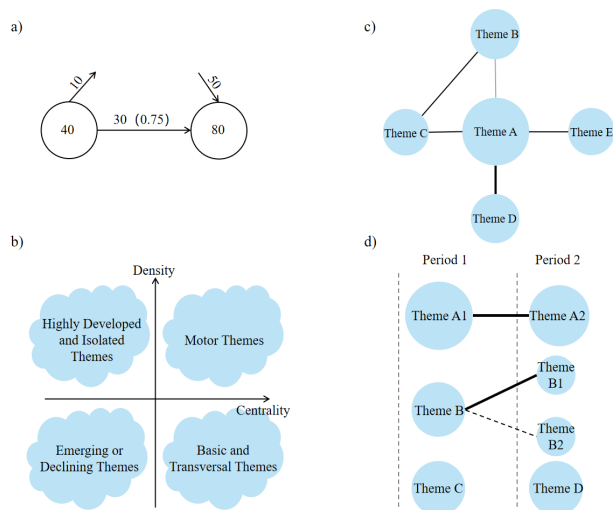 a)
10
50
40
30 (0.75)
80
b)
Density
Highly Developed
and Isolated
Themes
Motor Themes
Centrality
Emerging or
Declining Themes
Basic and
Transversal Themes
c)
Theme B
Theme C
Theme A
Theme E
Theme D
d)
Period 1
Period 2
Theme A1
Theme A2
Theme
B1
Theme B
Theme
B2
Theme C
Theme D